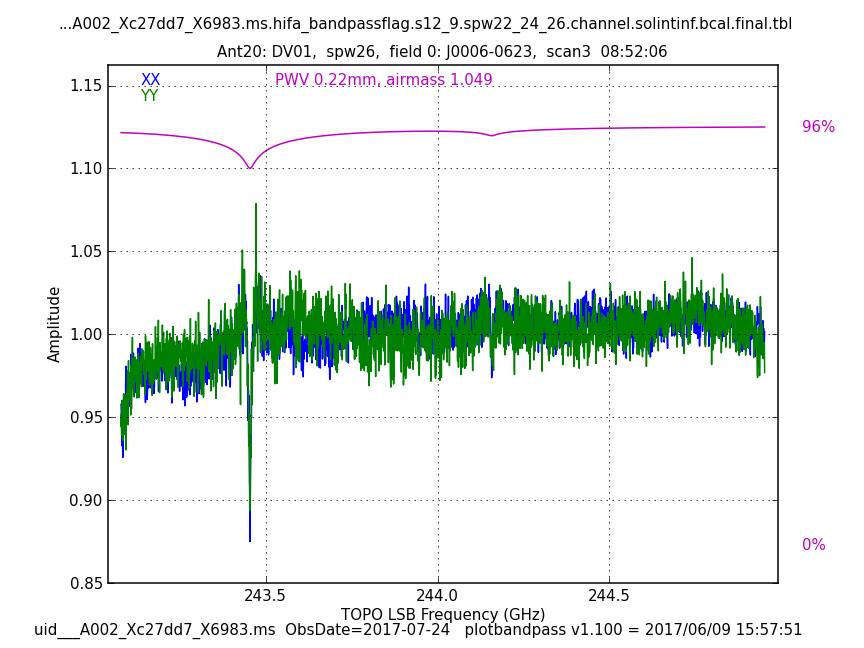 ...A002_Xc27dd7_X6983.ms.hifa_bandpassflag.s12_9.spw22_24_26.channel.solintinf.bcal.final.tbl
Ant20: DV01,  spw26,  field 0: J0006-0623,  scan3  08:52:06
XX
YY
PWV 0.22mm, airmass 1.049
96%
0%
1.15
1.10
1.05
1.00
0.95
0.90
0.85
Amplitude
243.5
244.0
244.5
TOPO LSB Frequency (GHz)
uid___A002_Xc27dd7_X6983.ms  ObsDate=2017-07-24   plotbandpass v1.100 = 2017/06/09 15:57:51